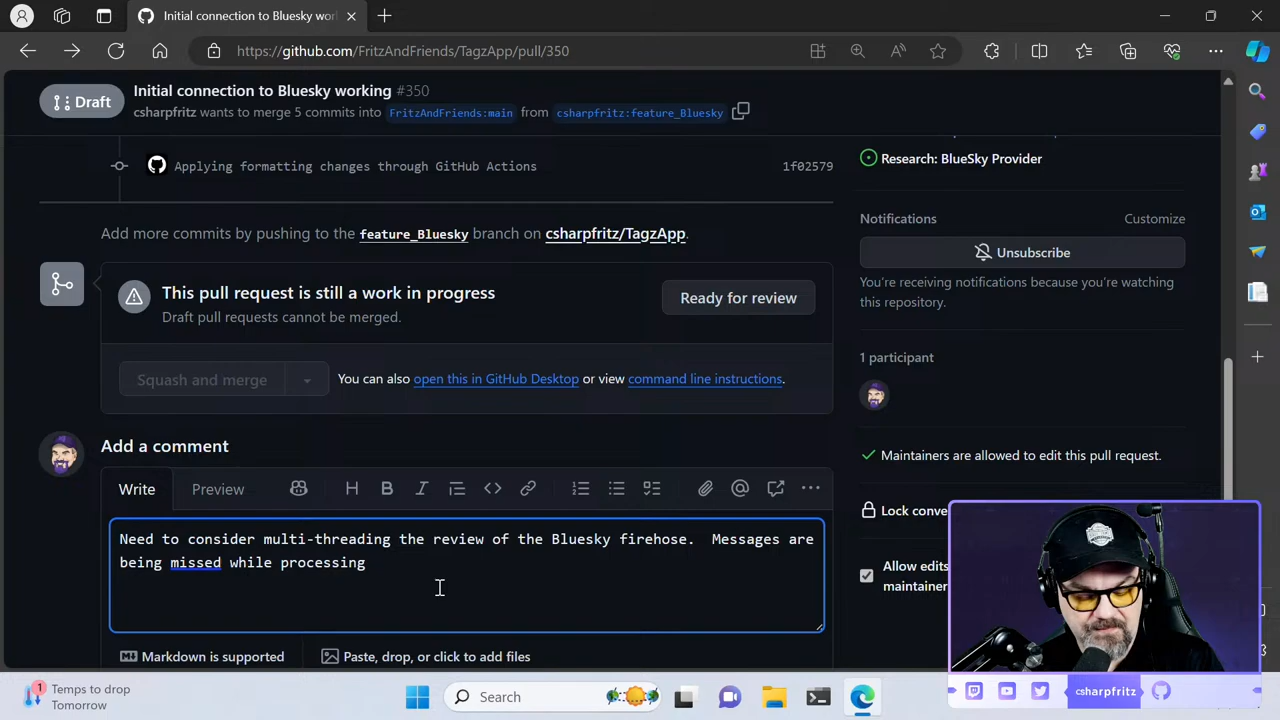 Initial connection to Bluesky wor
https://github.com/FritzAndFriends/TagzApp/pull/350
Draft
Initial connection to Bluesky working #350
csharpfritz wants to merge 5 commits into FritzAndFriends:main from csharpfritz:feature_Bluesky
Applying formatting changes through GitHub Actions 1f02579
Add more commits by pushing to the feature_Bluesky branch on csharpfritz/TagzApp.
This pull request is still a work in progress
Draft pull requests cannot be merged.
Ready for review
Squash and merge
You can also open this in GitHub Desktop or view command line instructions.
Add a comment
Write
Preview
Need to consider multi-threading the review of the Bluesky firehose.  Messages are
being missed while processing
Markdown is supported
Paste, drop, or click to add files
Research: BlueSky Provider
Notifications
Customize
Unsubscribe
You're receiving notifications because you're watching
this repository.
1 participant
Maintainers are allowed to edit this pull request.
Lock conve
Allow edits
maintainer
1
Temps to drop
Tomorrow
Search
csharpfritz